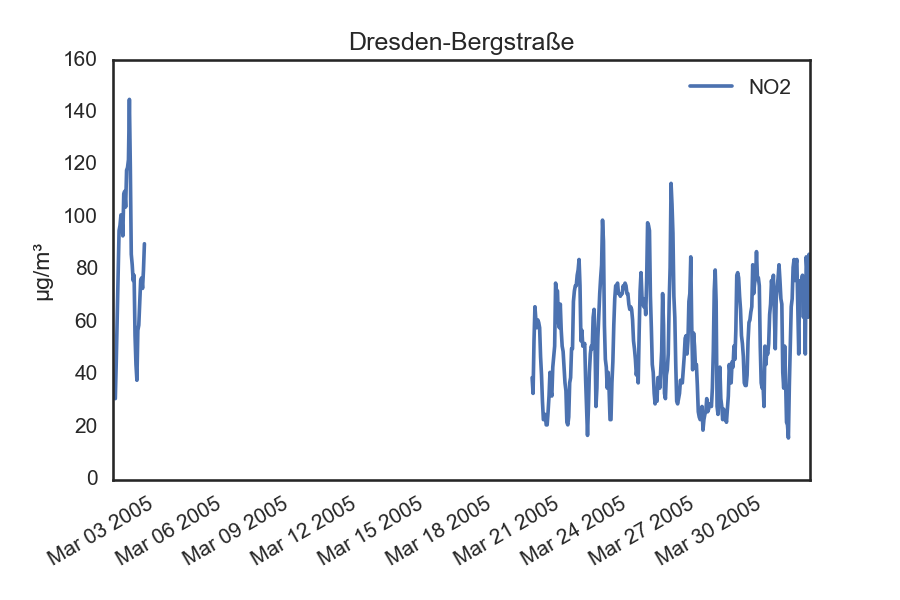 Dresden-Bergstraße
160
140
120
100
80
60
40
20
0
µg/m³
NO2
Mar 03 2005
Mar 06 2005
Mar 09 2005
Mar 12 2005
Mar 15 2005
Mar 18 2005
Mar 21 2005
Mar 24 2005
Mar 27 2005
Mar 30 2005